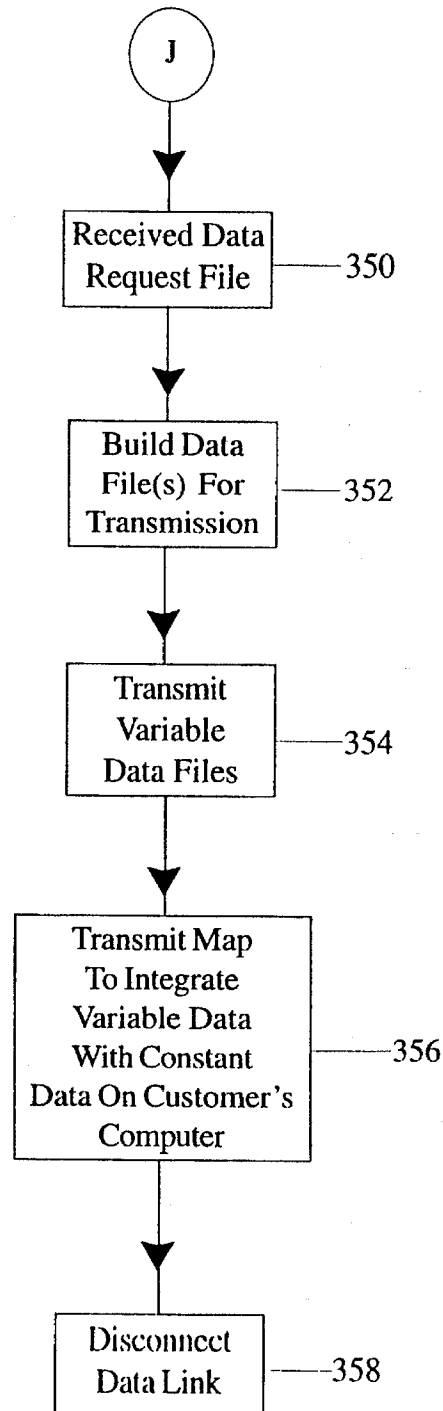 J
Received Data
Request File
350
Build Data
File(s) For
Transmission
352
Transmit
Variable
Data Files
354
Transmit Map
To Integrate
Variable Data
With Constant
Data On Customer's
Computer
356
Disconnect
Data Link
358